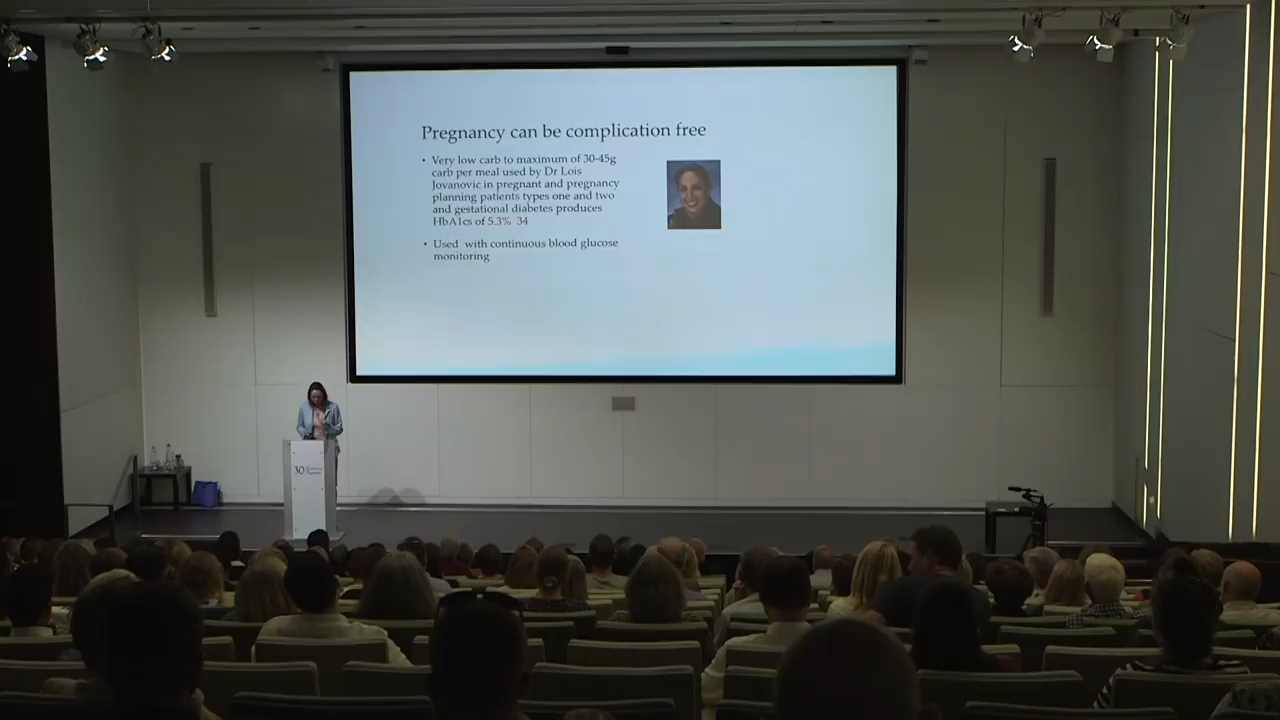 Pregnancy can be complication free
• Very low carb to maximum of 30-45g
carb per meal used by Dr Lois
Jovanovic in pregnant and pregnancy
planning patients types one and two
and gestational diabetes produces
HbA1cs of 5.3% 34
• Used with continuous blood glucose
monitoring
30